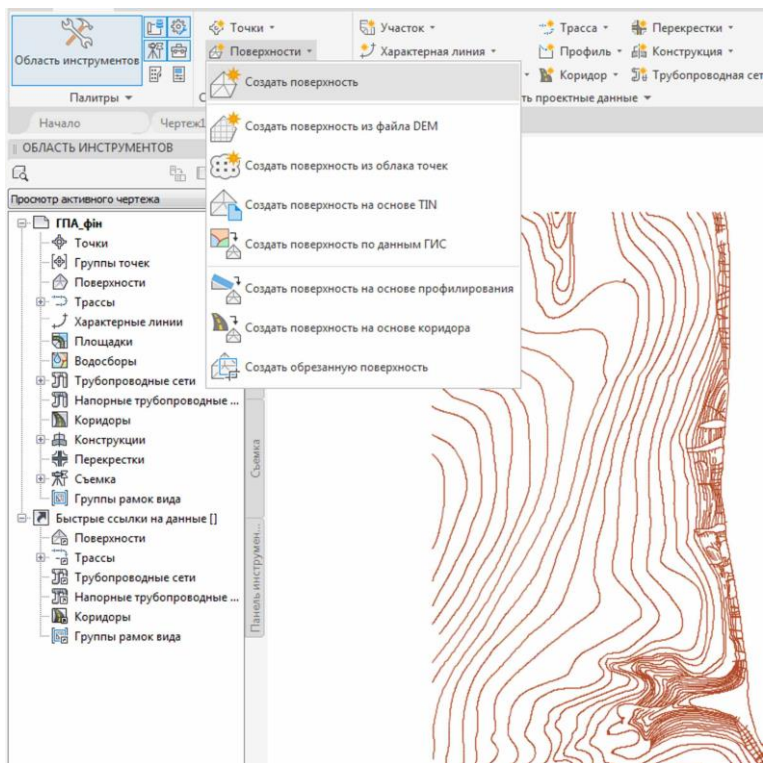 Точки
Участок
Трасса
Перекрестки
Поверхности
Характерная линия
Профиль
Конструкция
Область инструментов
Коридор
Трубопроводная сет
Палитры
ть проектные данные
Создать поверхность
Создать поверхность из файла DEM
Создать поверхность из облака точек
Создать поверхность на основе TIN
Создать поверхность по данным ГИС
Создать поверхность на основе профилирования
Создать поверхность на основе коридора
Создать обрезанную поверхность
Начало
Чертеж1
ОБЛАСТЬ ИНСТРУМЕНТОВ
Просмотр активного чертежа
ГПА_фін
Точки
Группы точек
Поверхности
Трассы
Характерные линии
Площадки
Водосборы
Трубопроводные сети
Напорные трубопроводные ...
Коридоры
Конструкции
Перекрестки
Съемка
Группы рамок вида
Быстрые ссылки на данные []
Поверхности
Трассы
Трубопроводные сети
Напорные трубопроводные ...
Коридоры
Группы рамок вида
Съемка
Панель инструмен...